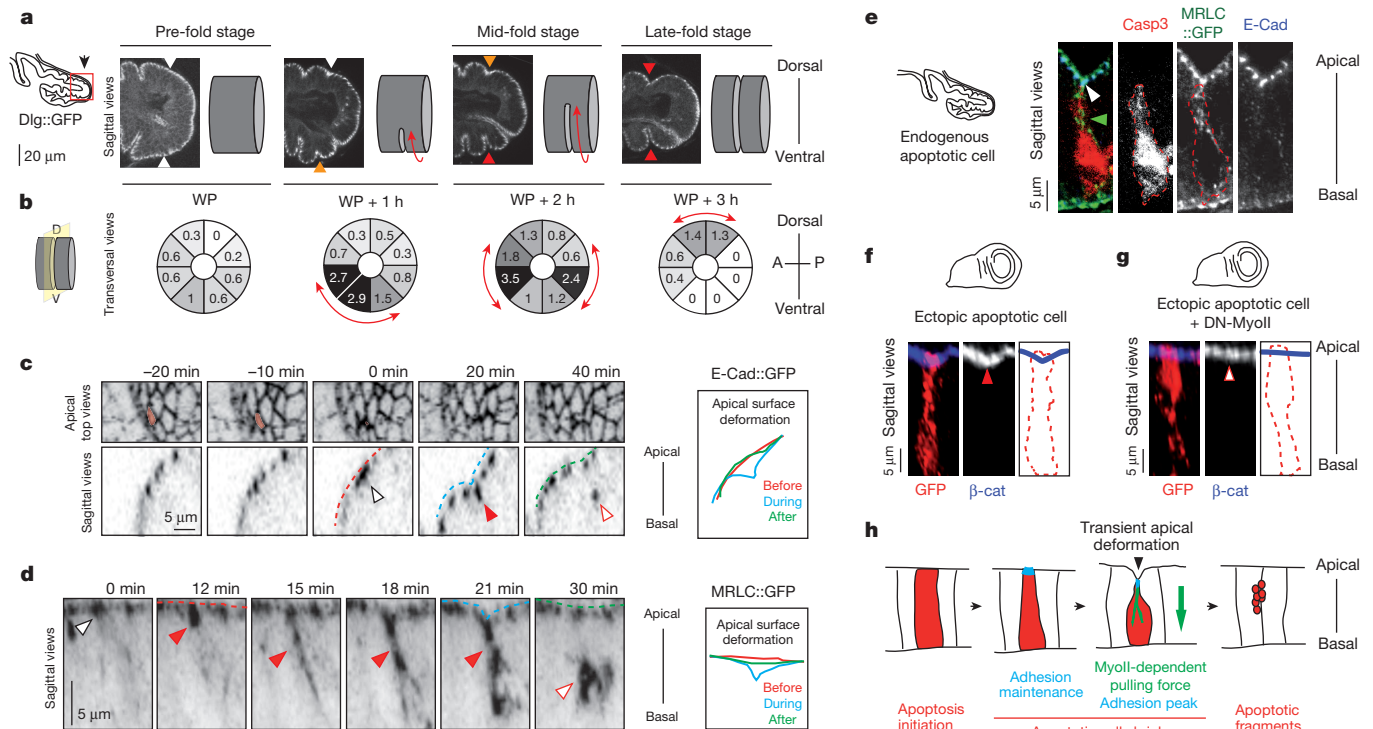 a
Pre-fold stage
Mid-fold stage
Late-fold stage
Dlg::GFP
20 μm
Sagittal views
Dorsal
Ventral
b
WP
WP + 1 h
WP + 2 h
WP + 3 h
D
V
Transversal views
0.3 0
0.6 0.2
0.6 0.6
1 0.6
0.3 0.5
0.7 0.3
2.7 0.8
2.9 1.5
1.3 0.8
1.8 0.6
3.5 2.4
1 1.2
1.4 1.3
0.6 0
0.4 0
0 0
Dorsal
A P
Ventral
c
–20 min
–10 min
0 min
20 min
40 min
E-Cad::GFP
Apical
top views
Sagittal views
5 μm
Apical
Basal
Apical surface
deformation
Before
During
After
d
0 min
12 min
15 min
18 min
21 min
30 min
MRLC::GFP
Sagittal views
5 μm
Apical
Basal
Apical surface
deformation
Before
During
After
e
Casp3
MRLC
::GFP
E-Cad
Endogenous
apoptotic cell
Sagittal views
5 μm
Apical
Basal
f
Ectopic apoptotic cell
Sagittal views
5 μm
GFP
β-cat
g
Ectopic apoptotic cell
+ DN-MyoII
Sagittal views
5 μm
GFP
β-cat
Apical
Basal
h
Transient apical
deformation
Apical
Basal
Apoptosis
initiation
Adhesion
maintenance
MyoII-dependent
pulling force
Adhesion peak
Apoptotic
fragments